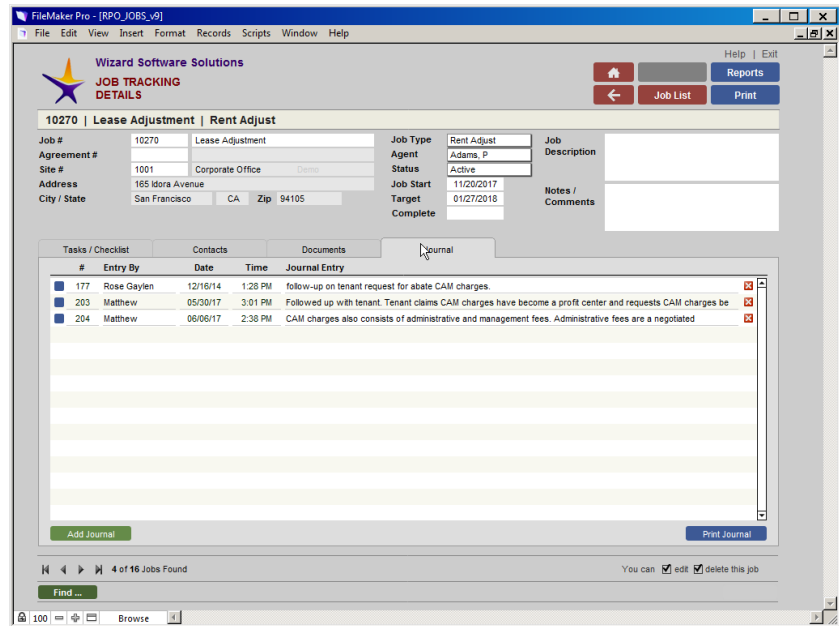 FileMaker Pro - [RPO_JOBS_v9]
File Edit View Insert Format Records Scripts Window Help
Help | Exit
Wizard Software Solutions
JOB TRACKING
DETAILS
Reports
Job List
Print
10270 | Lease Adjustment | Rent Adjust
Job # 10270 Lease Adjustment Job Type Rent Adjust Job Description
Agreement # Agent Adams, P
Site # 1001 Corporate Office Demo Status Active
Address 165 Idora Avenue Job Start 11/20/2017 Notes / Comments
City / State San Francisco CA Zip 94105 Target 01/27/2018
Complete
Tasks / Checklist Contacts Documents Journal
# Entry By Date Time Journal Entry
177 Rose Gaylen 12/16/14 1:28 PM follow-up on tenant request for abate CAM charges.
203 Matthew 05/30/17 3:01 PM Followed up with tenant. Tenant claims CAM charges have become a profit center and requests CAM charges be
204 Matthew 06/06/17 2:38 PM CAM charges also consists of administrative and management fees. Administrative fees are a negotiated
Add Journal Print Journal
4 of 16 Jobs Found You can edit delete this job
Find ...
100 Browse